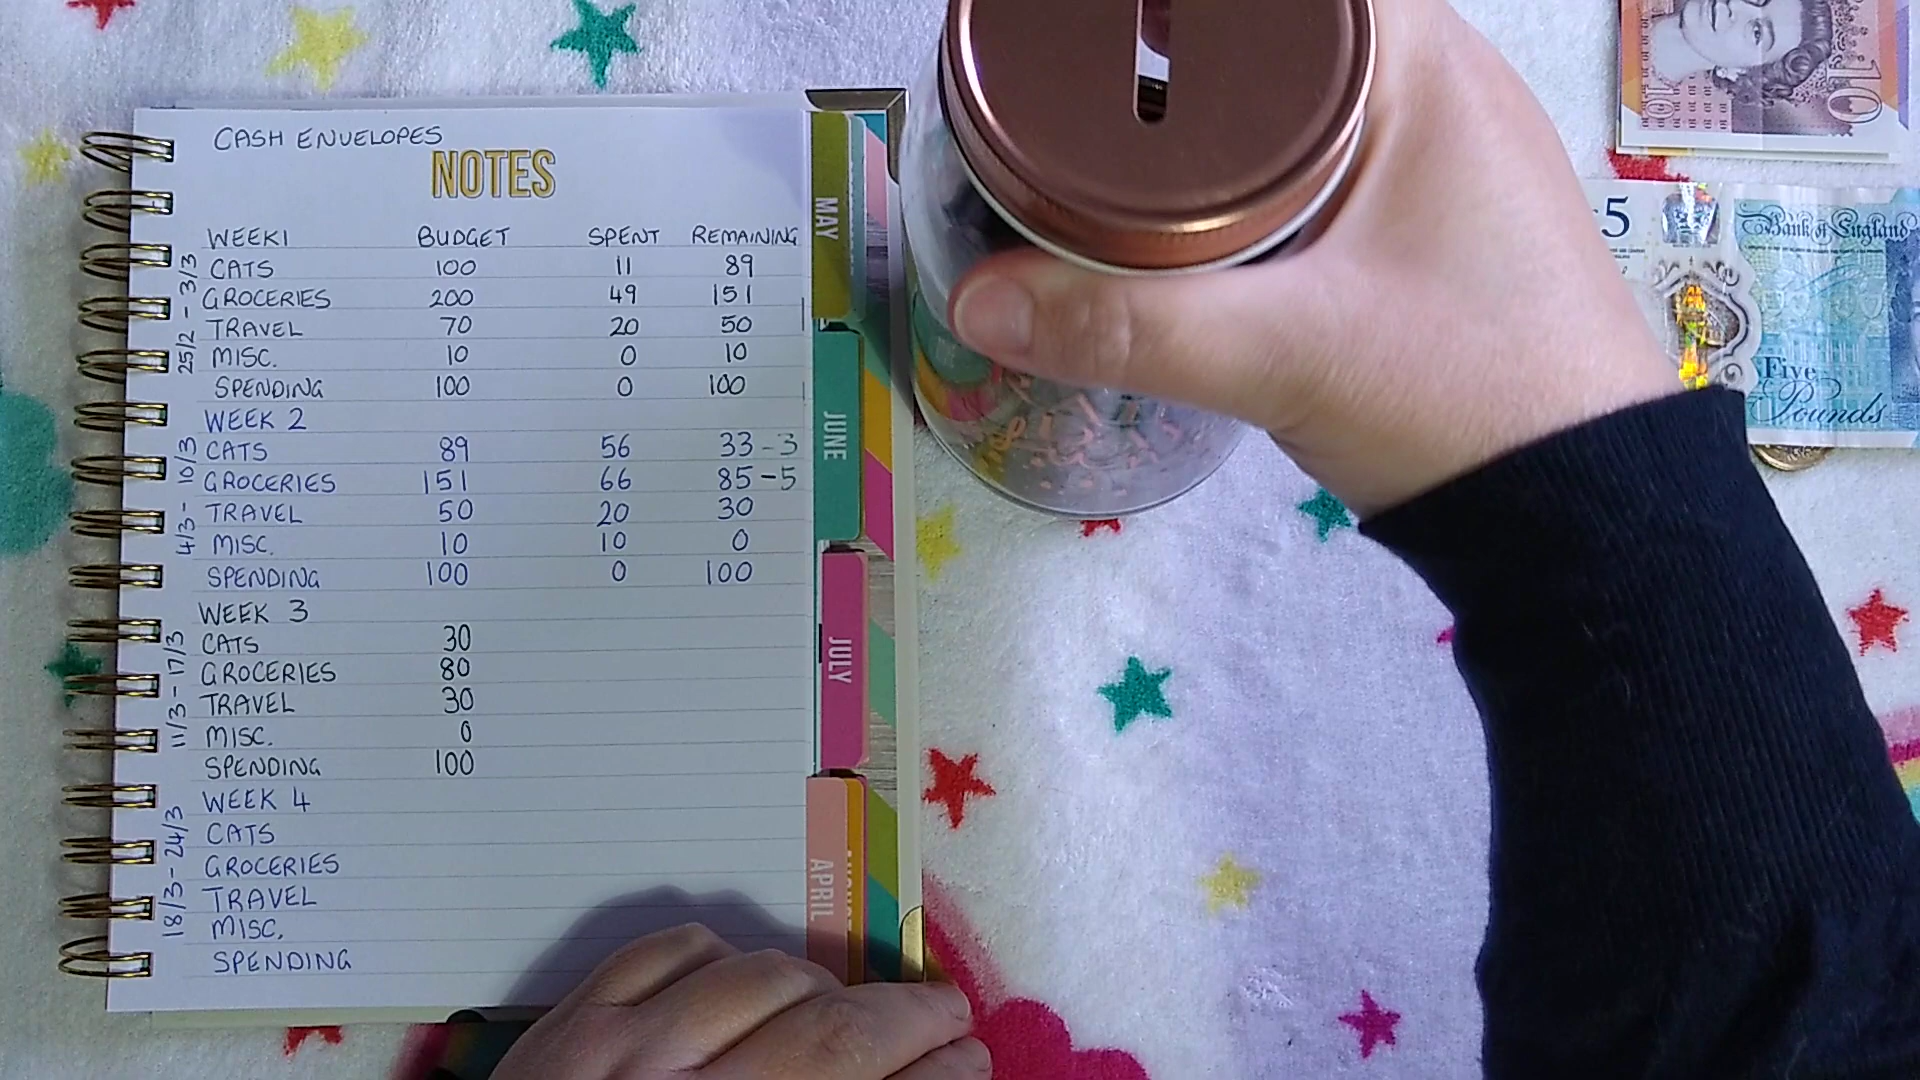 CASH ENVELOPES
NOTES
WEEK 1 BUDGET SPENT REMAINING
CATS 100 11 89
GROCERIES 200 49 151
TRAVEL 70 20 50
MISC. 10 0 10
SPENDING 100 0 100
25/2 - 3/3
WEEK 2
CATS 89 56 33-3
GROCERIES 151 66 85-5
TRAVEL 50 20 30
MISC. 10 10 0
SPENDING 100 0 100
4/3 - 10/3
WEEK 3
CATS 30
GROCERIES 80
TRAVEL 30
MISC. 0
SPENDING 100
11/3 - 17/3
WEEK 4
CATS
GROCERIES
TRAVEL
MISC.
SPENDING
18/3 - 24/3
MAY
JUNE
JULY
APRIL
10
5
Bank of England
Five
Pounds